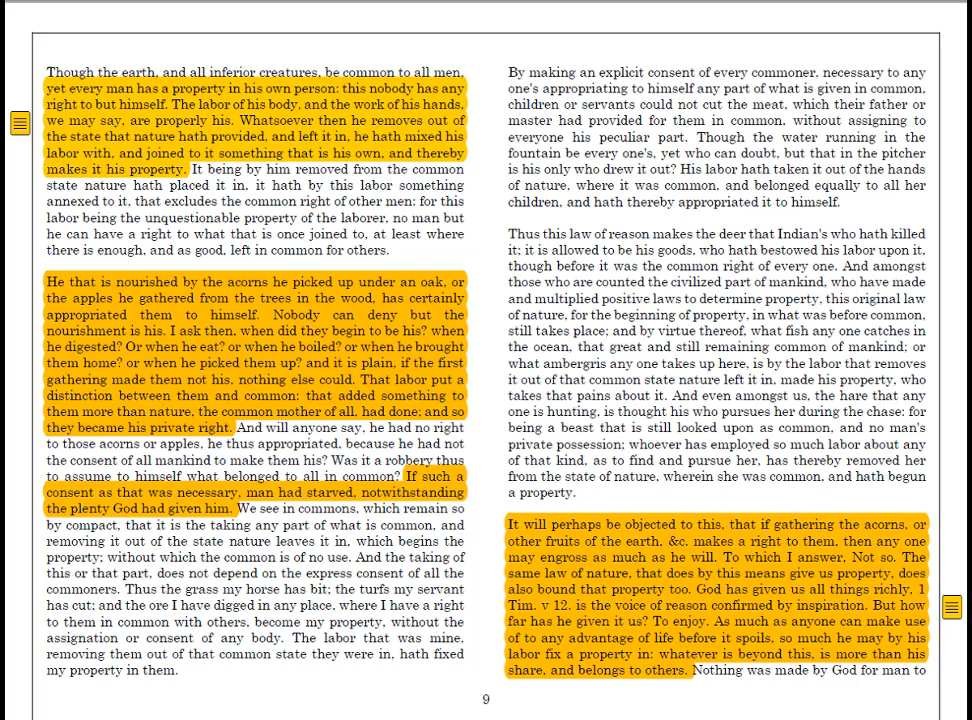 Though the earth, and all inferior creatures, be common to all men,
yet every man has a property in his own person: this nobody has any
right to but himself. The labor of his body, and the work of his hands,
we may say, are properly his. Whatsoever then he removes out of
the state that nature hath provided, and left it in, he hath mixed his
labor with, and joined to it something that is his own, and thereby
makes it his property. It being by him removed from the common
state nature hath placed it in, it hath by this labor something
annexed to it, that excludes the common right of other men: for this
labor being the unquestionable property of the laborer, no man but
he can have a right to what that is once joined to, at least where
there is enough, and as good, left in common for others.
He that is nourished by the acorns he picked up under an oak, or
the apples he gathered from the trees in the wood, has certainly
appropriated them to himself. Nobody can deny but the
nourishment is his. I ask then, when did they begin to be his? when
he digested? Or when he eat? or when he boiled? or when he brought
them home? or when he picked them up? and it is plain, if the first
gathering made them not his, nothing else could. That labor put a
distinction between them and common: that added something to
them more than nature, the common mother of all, had done; and so
they became his private right. And will anyone say, he had no right
to those acorns or apples, he thus appropriated, because he had not
the consent of all mankind to make them his? Was it a robbery thus
to assume to himself what belonged to all in common? If such a
consent as that was necessary, man had starved, notwithstanding
the plenty God had given him. We see in commons, which remain so
by compact, that it is the taking any part of what is common, and
removing it out of the state nature leaves it in, which begins the
property; without which the common is of no use. And the taking of
this or that part, does not depend on the express consent of all the
commoners. Thus the grass my horse has bit; the turfs my servant
has cut; and the ore I have digged in any place, where I have a right
to them in common with others, become my property, without the
assignation or consent of any body. The labor that was mine,
removing them out of that common state they were in, hath fixed
my property in them.
By making an explicit consent of every commoner, necessary to any
one's appropriating to himself any part of what is given in common,
children or servants could not cut the meat, which their father or
master had provided for them in common, without assigning to
everyone his peculiar part. Though the water running in the
fountain be every one's, yet who can doubt, but that in the pitcher
is his only who drew it out? His labor hath taken it out of the hands
of nature, where it was common, and belonged equally to all her
children, and hath thereby appropriated it to himself.
Thus this law of reason makes the deer that Indian's who hath killed
it; it is allowed to be his goods, who hath bestowed his labor upon it,
though before it was the common right of every one. And amongst
those who are counted the civilized part of mankind, who have made
and multiplied positive laws to determine property, this original law
of nature, for the beginning of property, in what was before common,
still takes place; and by virtue thereof, what fish any one catches in
the ocean, that great and still remaining common of mankind; or
what ambergris any one takes up here, is by the labor that removes
it out of that common state nature left it in, made his property, who
takes that pains about it. And even amongst us, the hare that any
one is hunting, is thought his who pursues her during the chase: for
being a beast that is still looked upon as common, and no man's
private possession; whoever has employed so much labor about any
of that kind, as to find and pursue her, has thereby removed her
from the state of nature, wherein she was common, and hath begun
a property.
It will perhaps be objected to this, that if gathering the acorns, or
other fruits of the earth, &c. makes a right to them, then any one
may engross as much as he will. To which I answer, Not so. The
same law of nature, that does by this means give us property, does
also bound that property too. God has given us all things richly, 1
Tim. v 12. is the voice of reason confirmed by inspiration. But how
far has he given it us? To enjoy. As much as anyone can make use
of to any advantage of life before it spoils, so much he may by his
labor fix a property in: whatever is beyond this, is more than his
share, and belongs to others. Nothing was made by God for man to
9